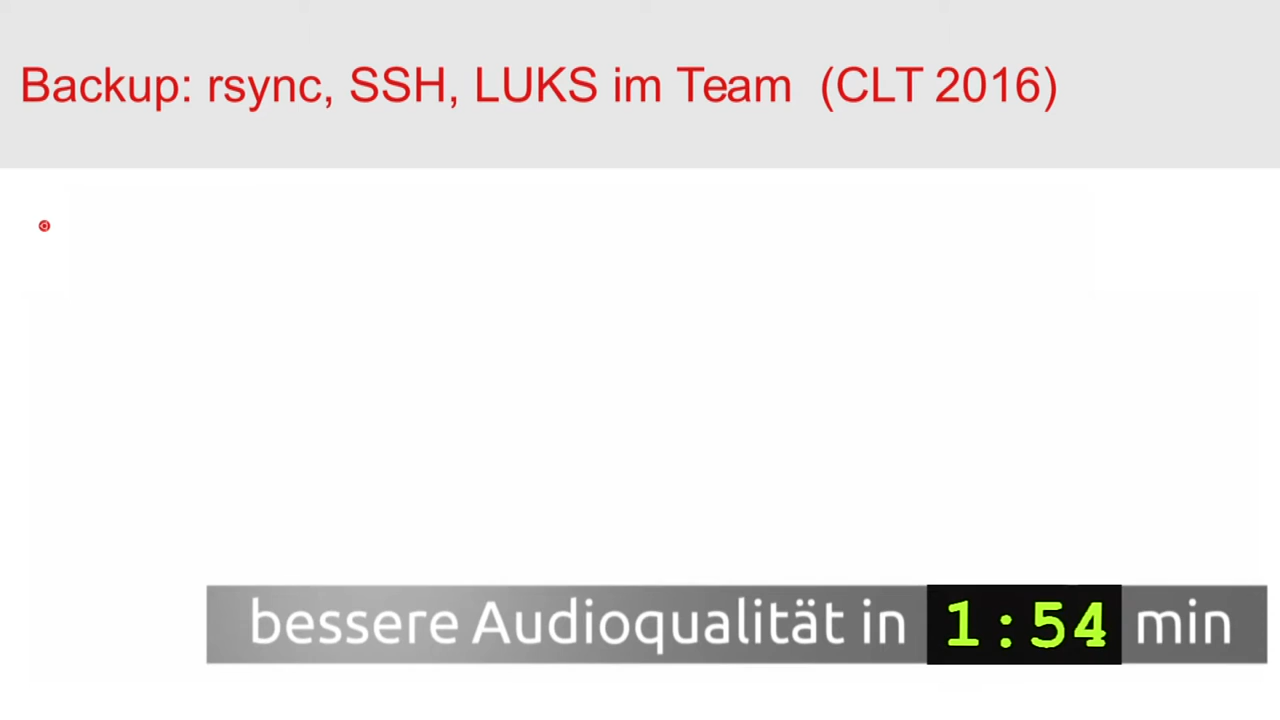 Backup: rsync, SSH, LUKS im Team (CLT 2016)
bessere Audioqualität in 1:54 min